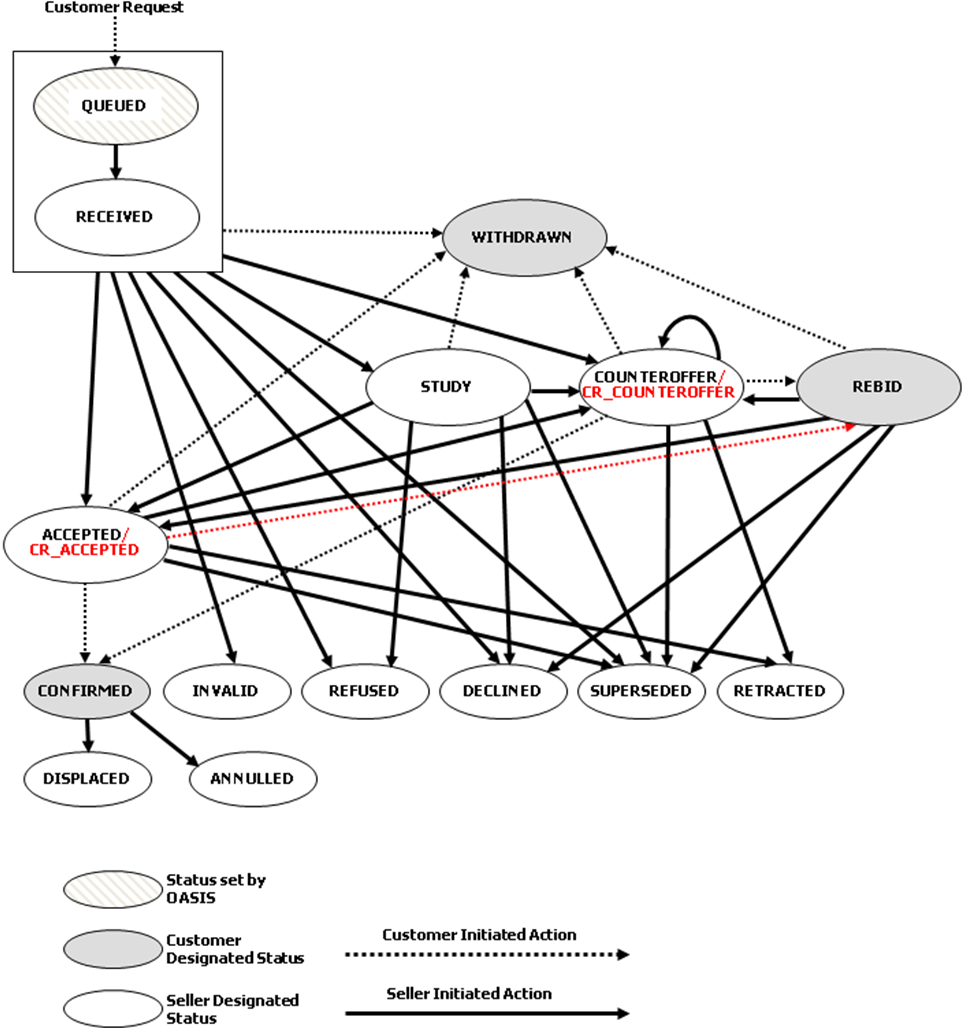 Customer Request
QUEUED
RECEIVED
WITHDRAWN
STUDY
COUNTEROFFER/
CR_COUNTEROFFER
REBID
ACCEPTED/
CR_ACCEPTED
CONFIRMED
INVALID
REFUSED
DECLINED
SUPERSEDED
RETRACTED
DISPLACED
ANNULLED
Status set by
OASIS
Customer
Designated Status
Customer Initiated Action
Seller Designated
Status
Seller Initiated Action